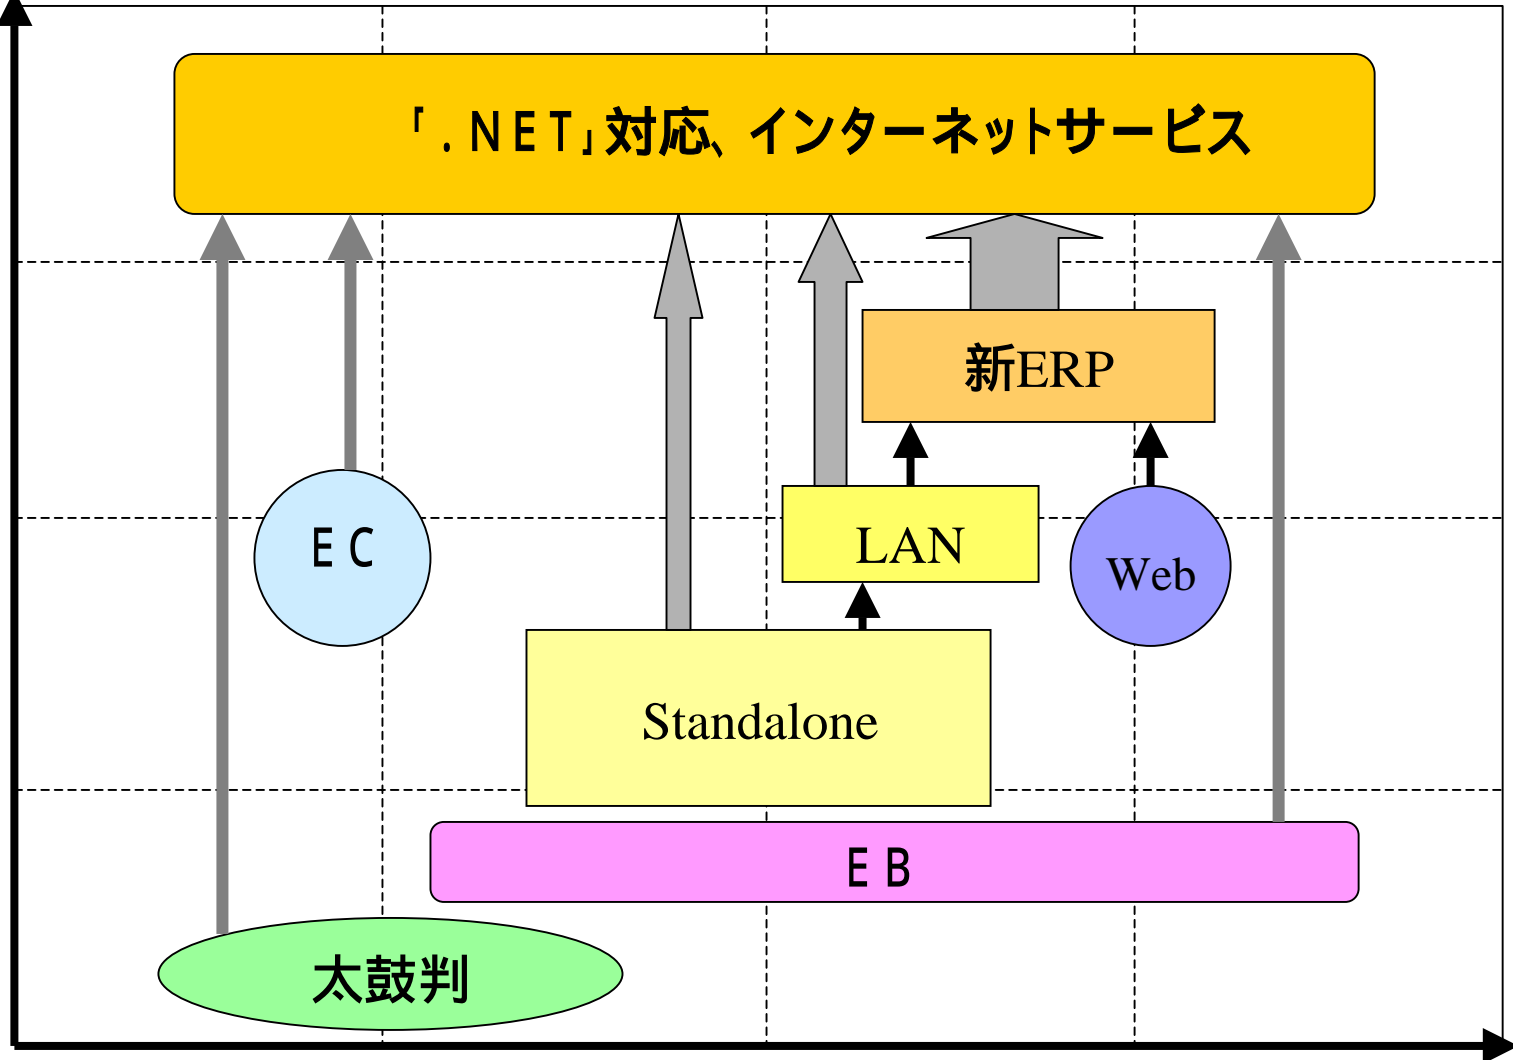 「．ＮＥＴ」対応、インターネットサービス
新ERP
ＥＣ
LAN
Web
Standalone
ＥＢ
太鼓判